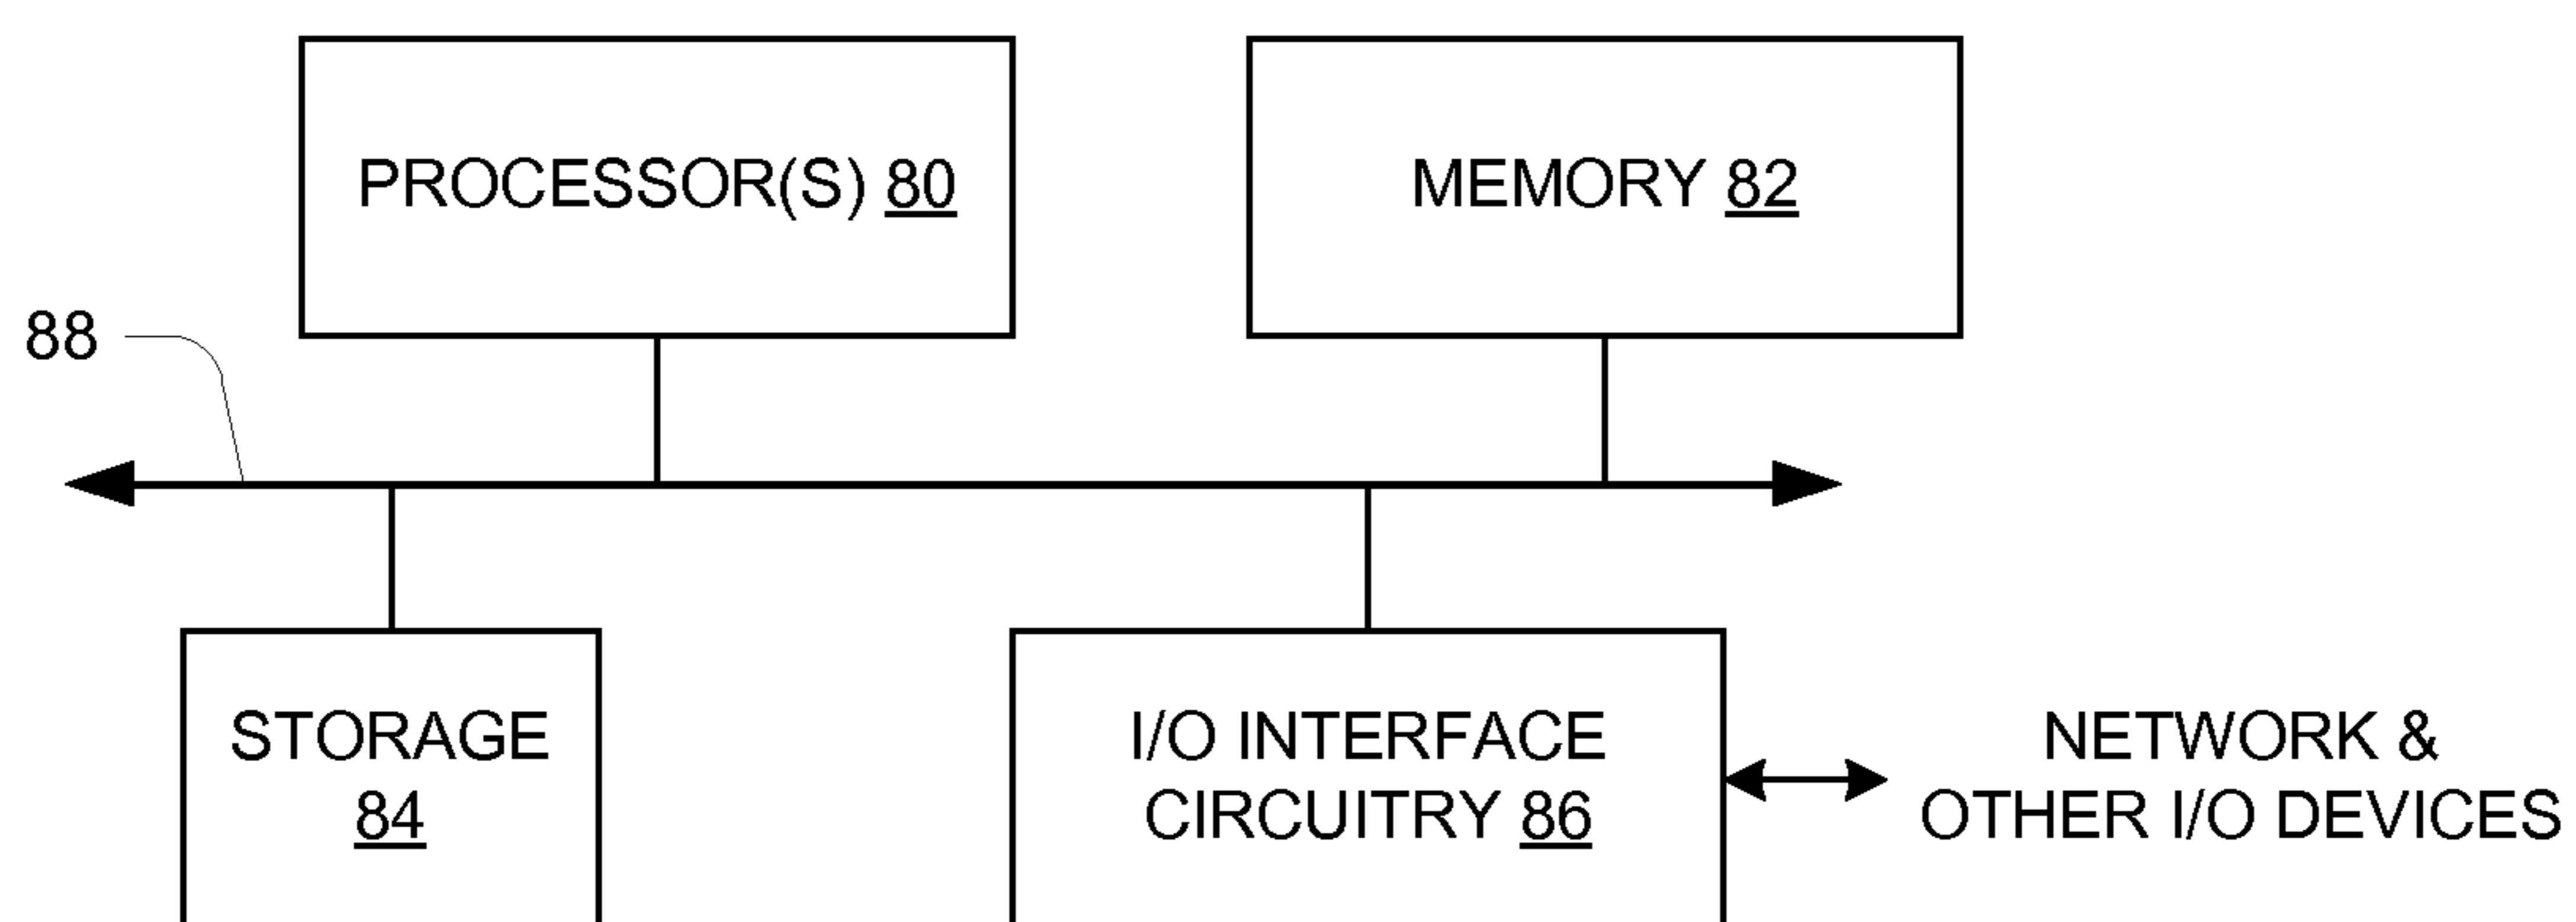 PROCESSOR(S) 80
MEMORY 82
88
STORAGE
84
I/O INTERFACE
CIRCUITRY 86
NETWORK &
OTHER I/O DEVICES